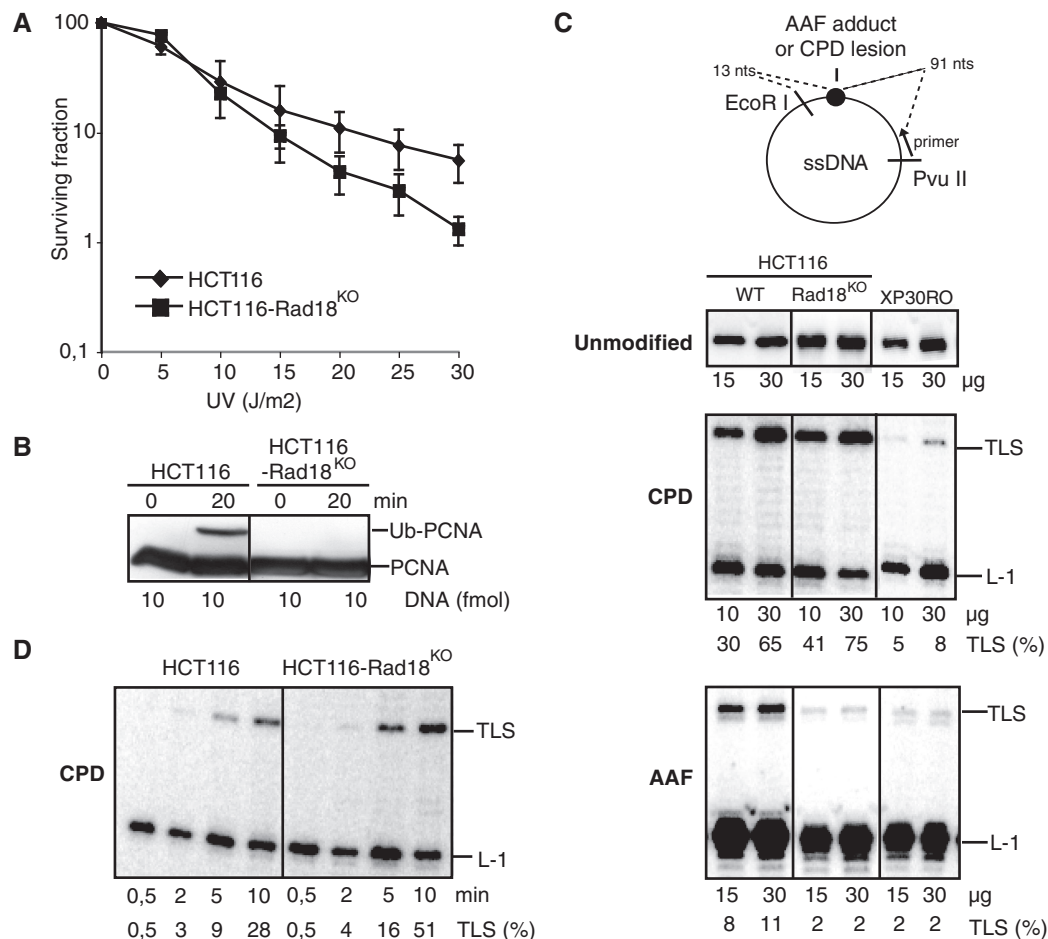 A
100
10
1
0,1
Surviving fraction
0 5 10 15 20 25 30
UV (J/m2)
HCT116
HCT116-Rad18KO
B
HCT116
HCT116
-Rad18KO
0 20 0 20 min
Ub-PCNA
PCNA
10 10 10 10 DNA (fmol)
C
AAF adduct
or CPD lesion
13 nts
91 nts
EcoR I
primer
ssDNA
Pvu II
HCT116
WT Rad18KO XP30RO
Unmodified
15 30 15 30 15 30 µg
CPD
TLS
L-1
10 30 10 30 10 30 µg
30 65 41 75 5 8 TLS (%)
AAF
TLS
L-1
15 30 15 30 15 30 µg
8 11 2 2 2 2 TLS (%)
D
HCT116 HCT116-Rad18KO
CPD
TLS
L-1
0,5 2 5 10 0,5 2 5 10 min
0,5 3 9 28 0,5 4 16 51 TLS (%)